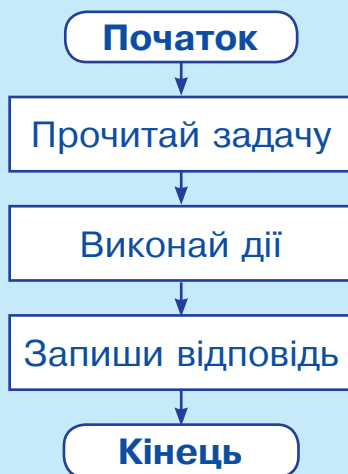 Початок
Прочитай задачу
Виконай дії
Запиши відповідь
Кінець